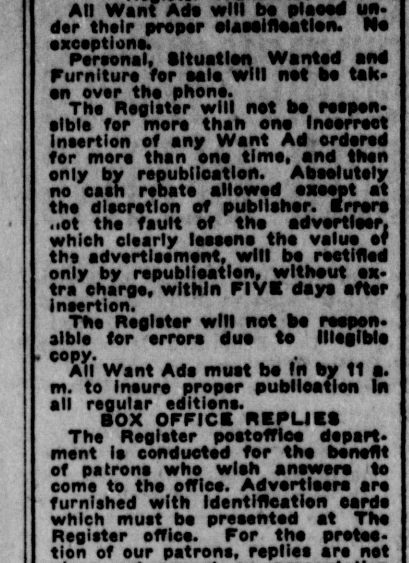 Register
All Want Ads will be placed un-
der their proper classification. No
exceptions.
Personal, Situation Wanted and
Furniture for sale will not be tak-
en over the phone.
The Register will not be respon-
sible for more than one incorrect
insertion of any Want Ad ordered
for more than one time, and then
only by republication. Absolutely
no cash rebate allowed except at
the discretion of publisher. Errors
not the fault of the advertiser,
which clearly lessens the value of
the advertisement, will be rectified
only by republication, without ex-
tra charge, within FIVE days after
insertion.
The Register will not be respon-
sible for errors due to illegible
copy.
All Want Ads must be in by 11 a.
m. to insure proper publication in
all regular editions.
BOX OFFICE REPLIES
The Register postoffice depart-
ment is conducted for the benefit
of patrons who wish answers to
come to the office. Advertisers are
furnished with identification cards
which must be presented at The
Register office. For the protec-
tion of our patrons, replies are not